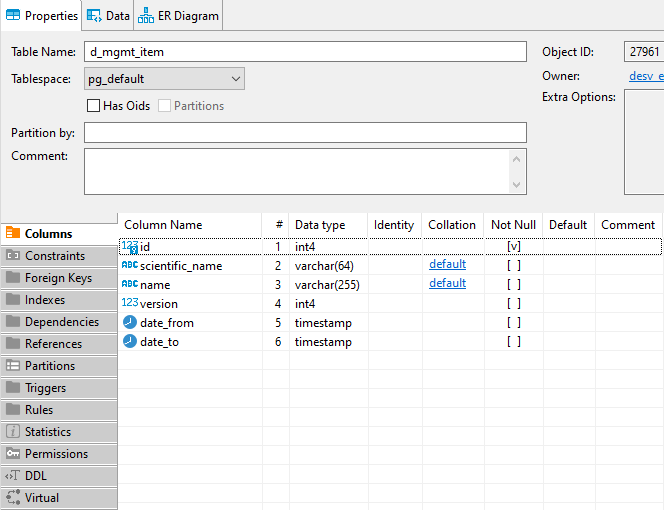 Properties Data ER Diagram
Table Name: d_mgmt_item Object ID: 27961
Tablespace: pg_default Owner: desv_e
Has Oids Partitions Extra Options:
Partition by:
Comment:
Column Name # Data type Identity Collation Not Null Default Comment
Columns 123 id 1 int4 [v]
Constraints ABC scientific_name 2 varchar(64) default [ ]
Foreign Keys ABC name 3 varchar(255) default [ ]
Indexes 123 version 4 int4 [ ]
Dependencies date_from 5 timestamp [ ]
References date_to 6 timestamp [ ]
Partitions
Triggers
Rules
Statistics
Permissions
DDL
Virtual